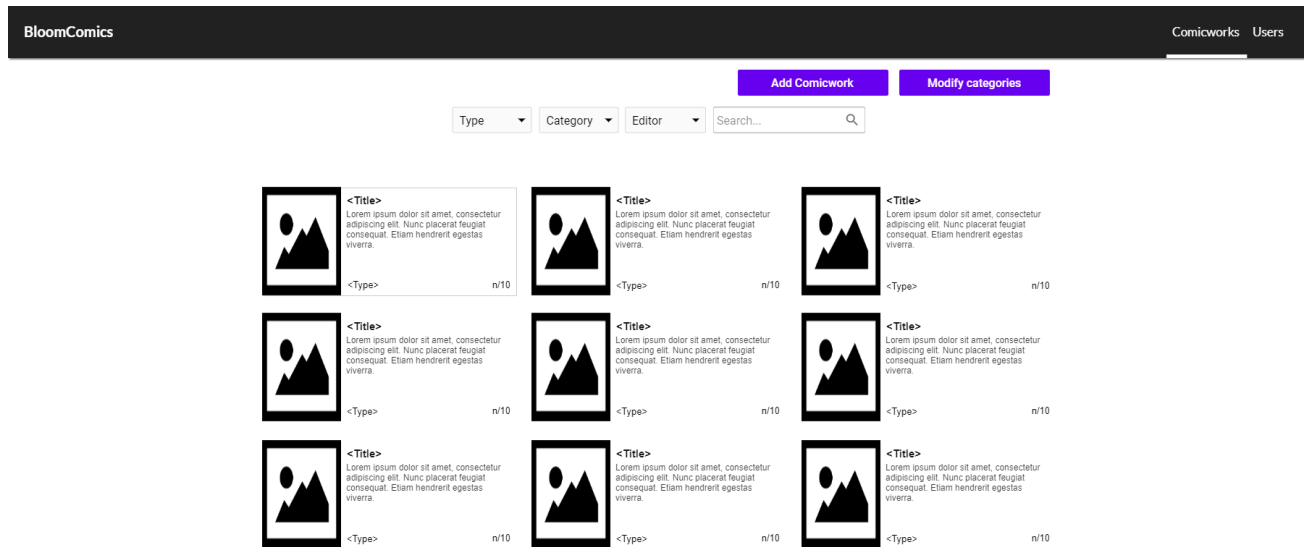 BloomComics
Comicworks Users
Add Comicwork Modify categories
Type Category Editor Search...
<Title>
Lorem ipsum dolor sit amet, consectetur
adipiscing elit. Nunc placerat feugiat
consequat. Etiam hendrerit egestas
viverra.
<Type> n/10
<Title>
Lorem ipsum dolor sit amet, consectetur
adipiscing elit. Nunc placerat feugiat
consequat. Etiam hendrerit egestas
viverra.
<Type> n/10
<Title>
Lorem ipsum dolor sit amet, consectetur
adipiscing elit. Nunc placerat feugiat
consequat. Etiam hendrerit egestas
viverra.
<Type> n/10
<Title>
Lorem ipsum dolor sit amet, consectetur
adipiscing elit. Nunc placerat feugiat
consequat. Etiam hendrerit egestas
viverra.
<Type> n/10
<Title>
Lorem ipsum dolor sit amet, consectetur
adipiscing elit. Nunc placerat feugiat
consequat. Etiam hendrerit egestas
viverra.
<Type> n/10
<Title>
Lorem ipsum dolor sit amet, consectetur
adipiscing elit. Nunc placerat feugiat
consequat. Etiam hendrerit egestas
viverra.
<Type> n/10
<Title>
Lorem ipsum dolor sit amet, consectetur
adipiscing elit. Nunc placerat feugiat
consequat. Etiam hendrerit egestas
viverra.
<Type> n/10
<Title>
Lorem ipsum dolor sit amet, consectetur
adipiscing elit. Nunc placerat feugiat
consequat. Etiam hendrerit egestas
viverra.
<Type> n/10
<Title>
Lorem ipsum dolor sit amet, consectetur
adipiscing elit. Nunc placerat feugiat
consequat. Etiam hendrerit egestas
viverra.
<Type> n/10